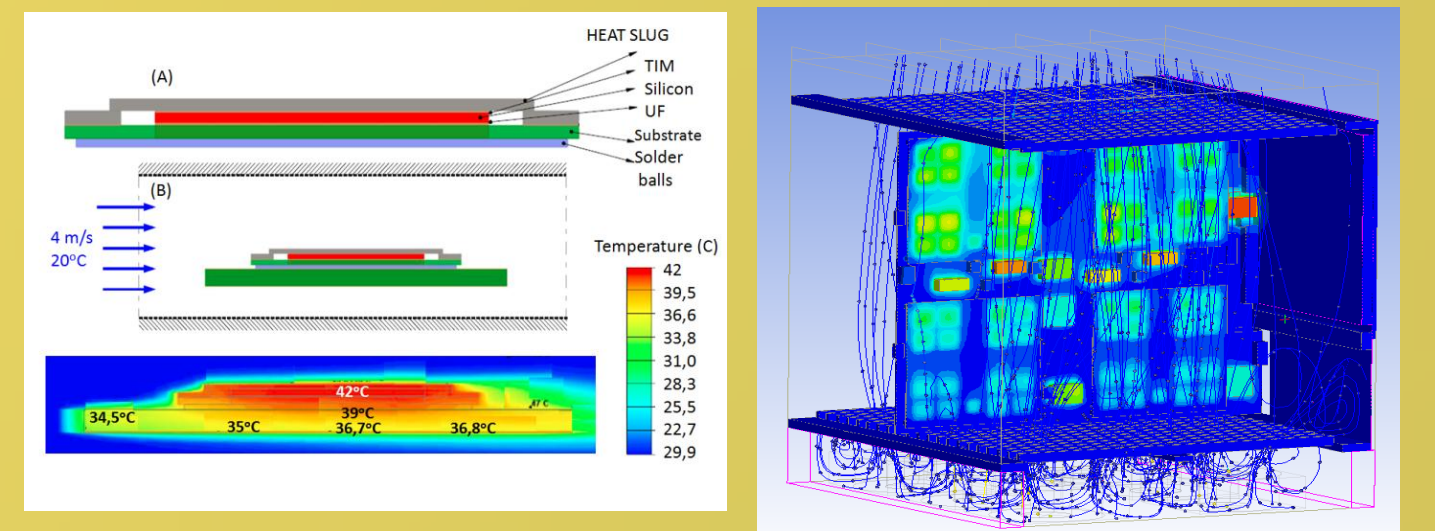 HEAT SLUG
(A)
TIM
Silicon
UF
Substrate
Solder
balls
(B)
4 m/s
20°C
Temperature (C)
42
39,5
36,6
33,8
31,0
28,3
25,5
22,7
29,9
42°C
34,5°C
39°C
35°C
36,7°C
36,8°C